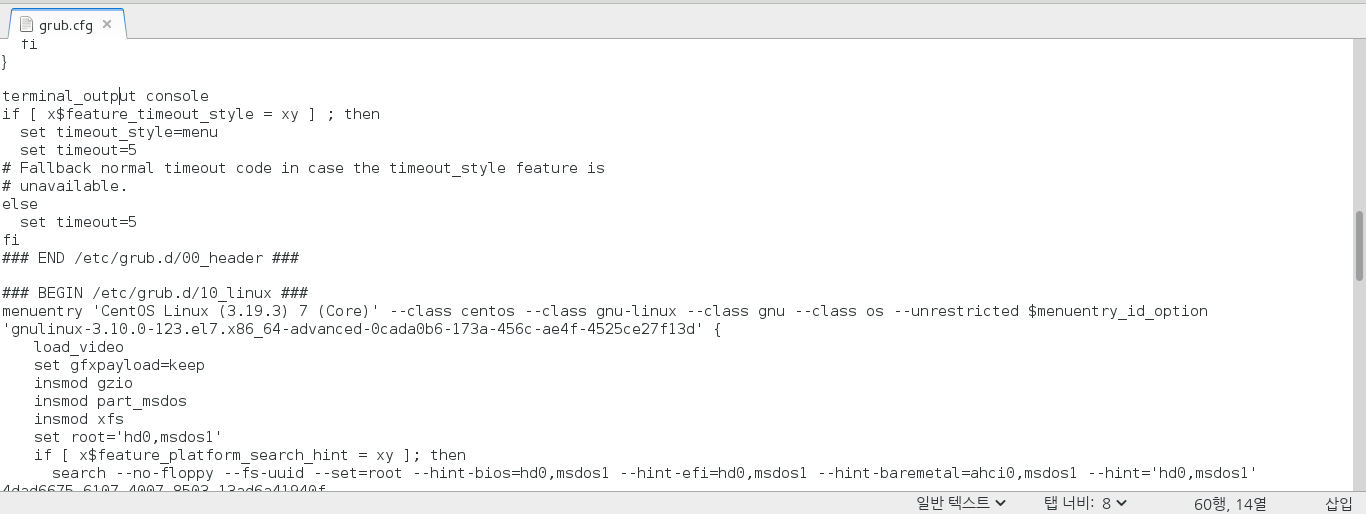 grub.cfg
fi
}
terminal_output console
if [ x$feature_timeout_style = xy ] ; then
  set timeout_style=menu
  set timeout=5
# Fallback normal timeout code in case the timeout_style feature is
# unavailable.
else
  set timeout=5
fi
### END /etc/grub.d/00_header ###
### BEGIN /etc/grub.d/10_linux ###
menuentry 'CentOS Linux (3.19.3) 7 (Core)' --class centos --class gnu-linux --class gnu --class os --unrestricted $menuentry_id_option
'gnulinux-3.10.0-123.el7.x86_64-advanced-0cada0b6-173a-456c-ae4f-4525ce27f13d' {
load_video
set gfxpayload=keep
insmod gzio
insmod part_msdos
insmod xfs
set root='hd0,msdos1'
if [ x$feature_platform_search_hint = xy ]; then
  search --no-floppy --fs-uuid --set=root --hint-bios=hd0,msdos1 --hint-efi=hd0,msdos1 --hint-baremetal=ahci0,msdos1 --hint='hd0,msdos1'
4dad6675-6107-4007-8503-13ad6a41940f
일반 텍스트 탭 너비: 8 60행, 14열 삽입